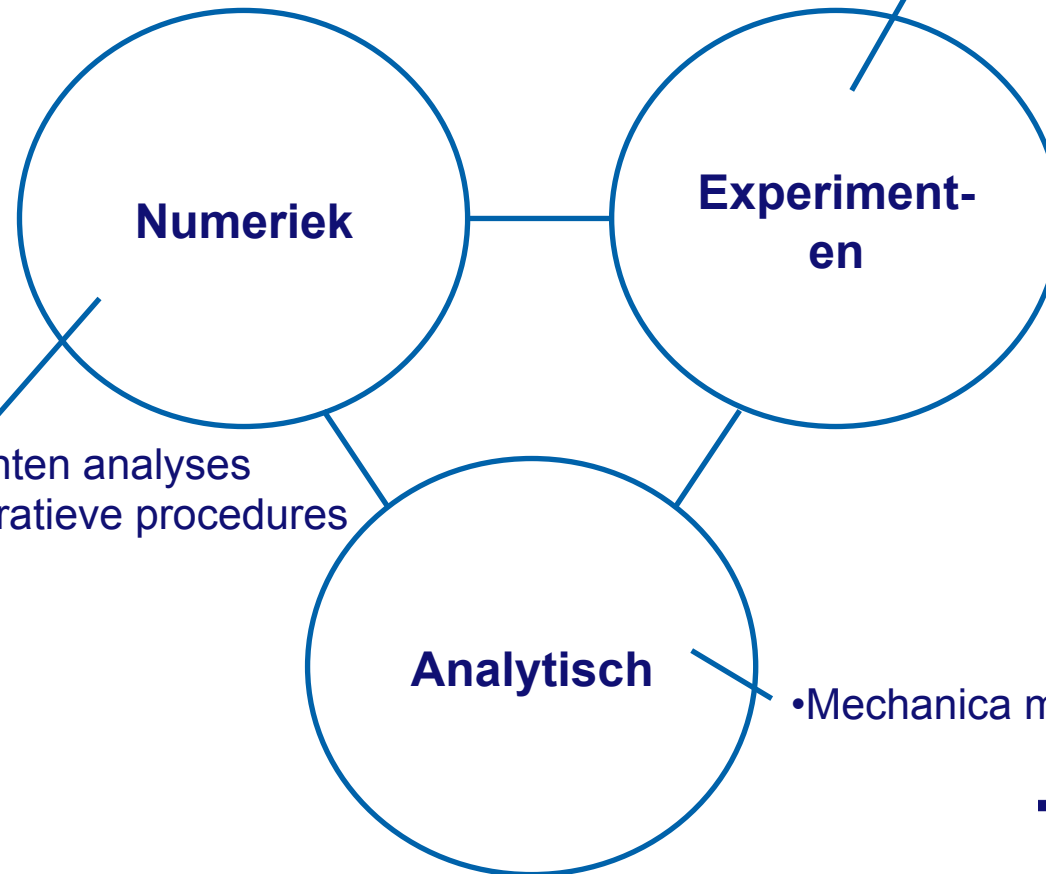 Numeriek
Experiment-
en
nten analyses
ratieve procedures
Analytisch
•Mechanica m